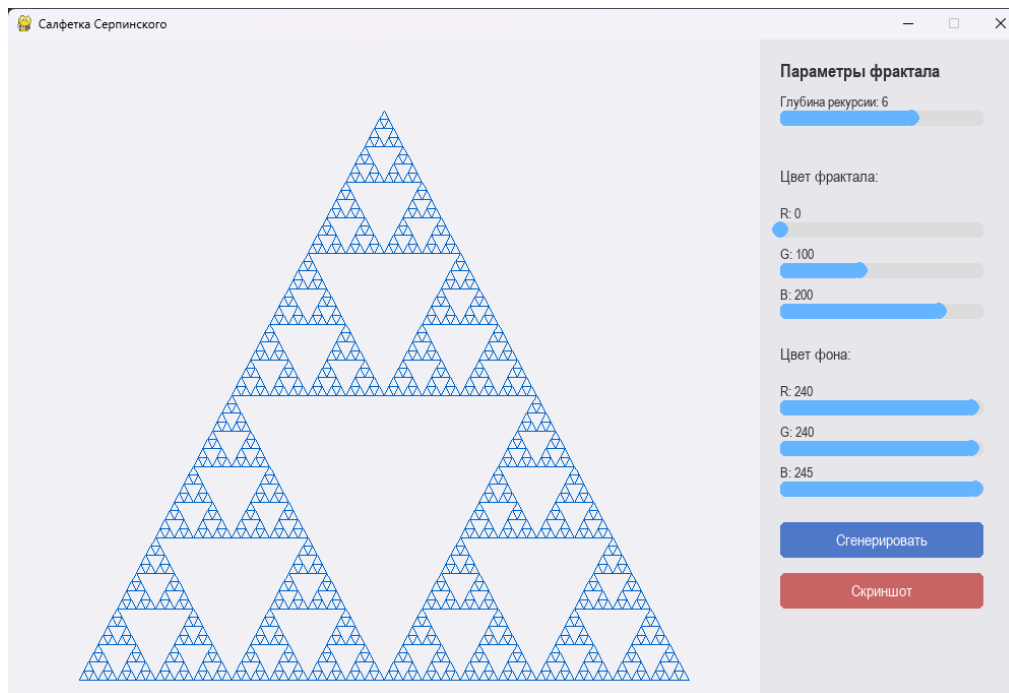 Салфетка Серпинского
Параметры фрактала
Глубина рекурсии: 6
Цвет фрактала:
R: 0
G: 100
B: 200
Цвет фона:
R: 240
G: 240
B: 245
Сгенерировать
Скриншот